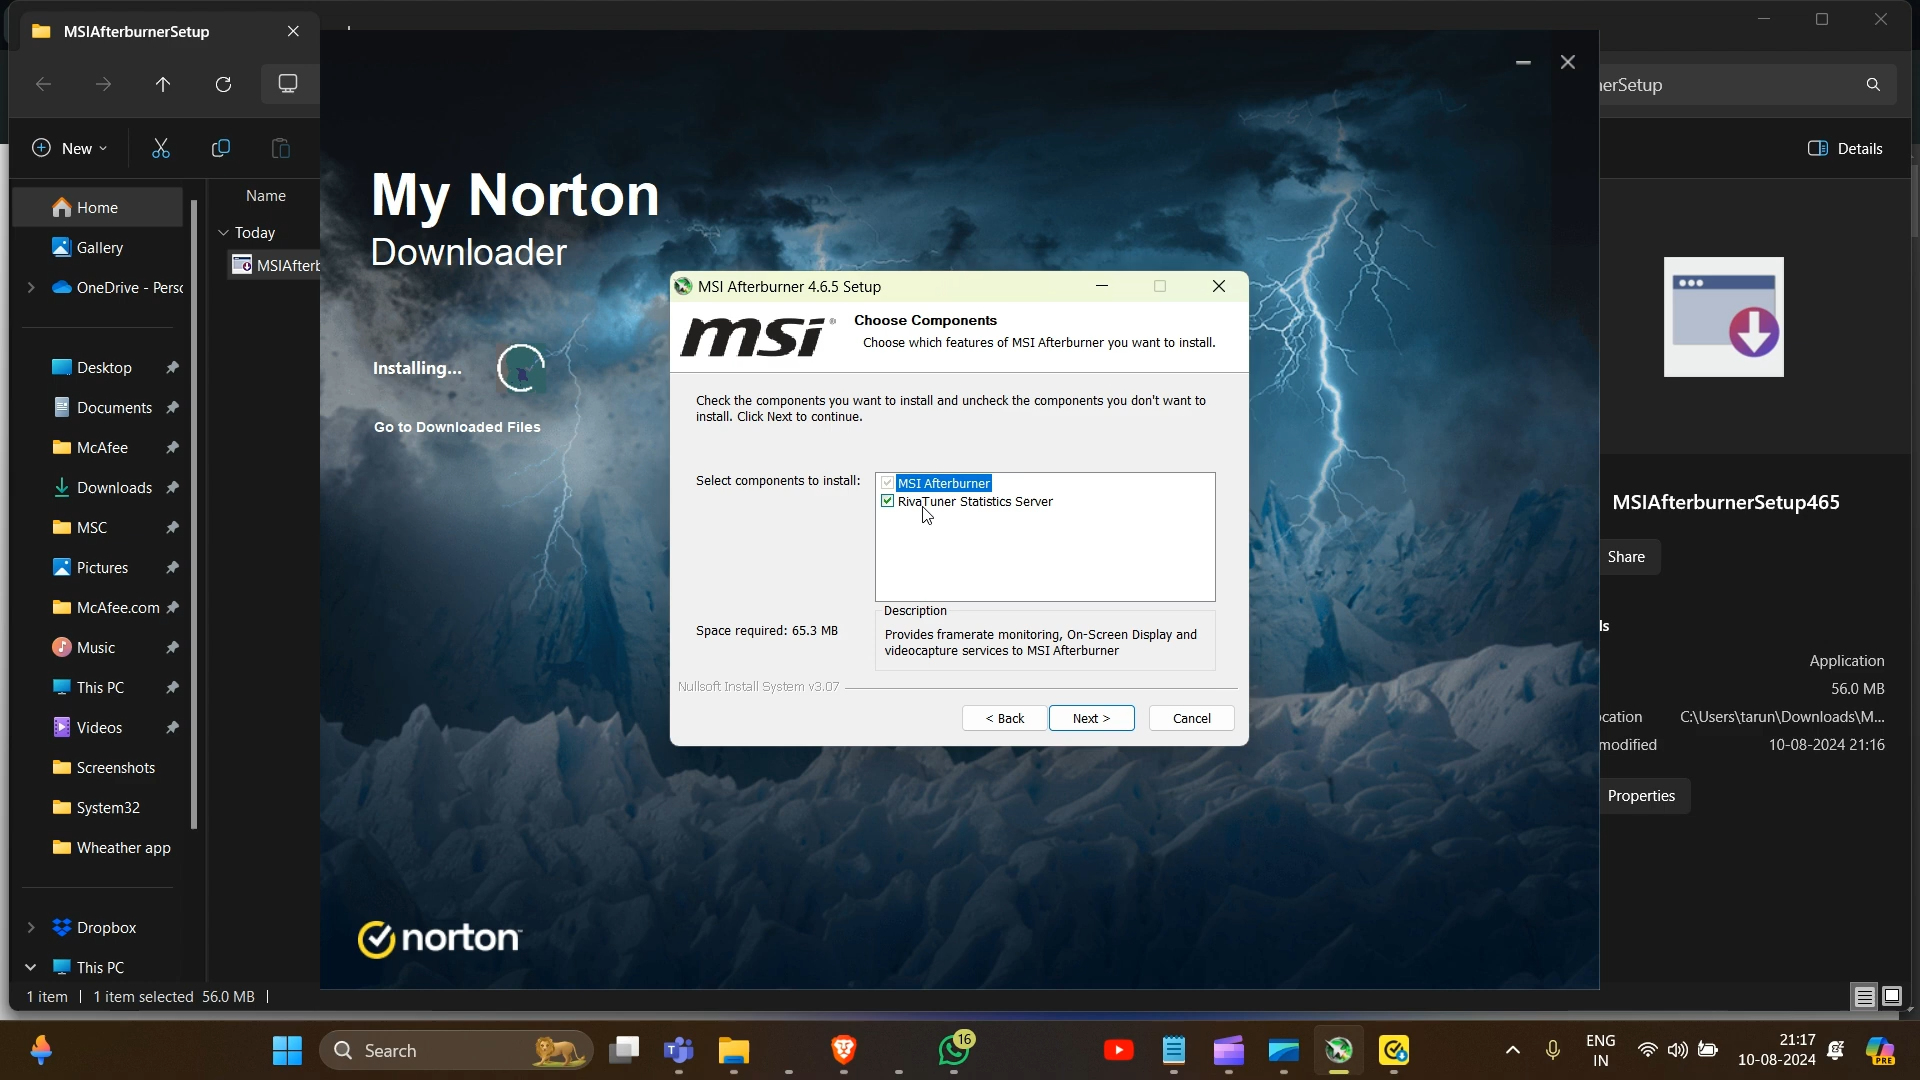 MSIAfterburnerSetup
erSetup
New
Details
Home
Gallery
OneDrive - Pers
Desktop
Documents
McAfee
Downloads
MSC
Pictures
McAfee.com
Music
This PC
Videos
Screenshots
System32
Wheather app
Dropbox
This PC
Name
Today
MSIAfterb
1 item
1 item selected 56.0 MB
My Norton
Downloader
Installing...
Go to Downloaded Files
norton
MSI Afterburner 4.6.5 Setup
msi
Choose Components
Choose which features of MSI Afterburner you want to install.
Check the components you want to install and uncheck the components you don't want to
install. Click Next to continue.
Select components to install:
MSI Afterburner
RivaTuner Statistics Server
Space required: 65.3 MB
Description
Provides framerate monitoring, On-Screen Display and
videocapture services to MSI Afterburner
Nullsoft Install System v3.07
< Back
Next >
Cancel
MSIAfterburnerSetup465
Share
ls
Application
56.0 MB
cation C:\Users\tarun\Downloads\M...
modified 10-08-2024 21:16
Properties
Search
16
ENG
IN
21:17
10-08-2024
PRE